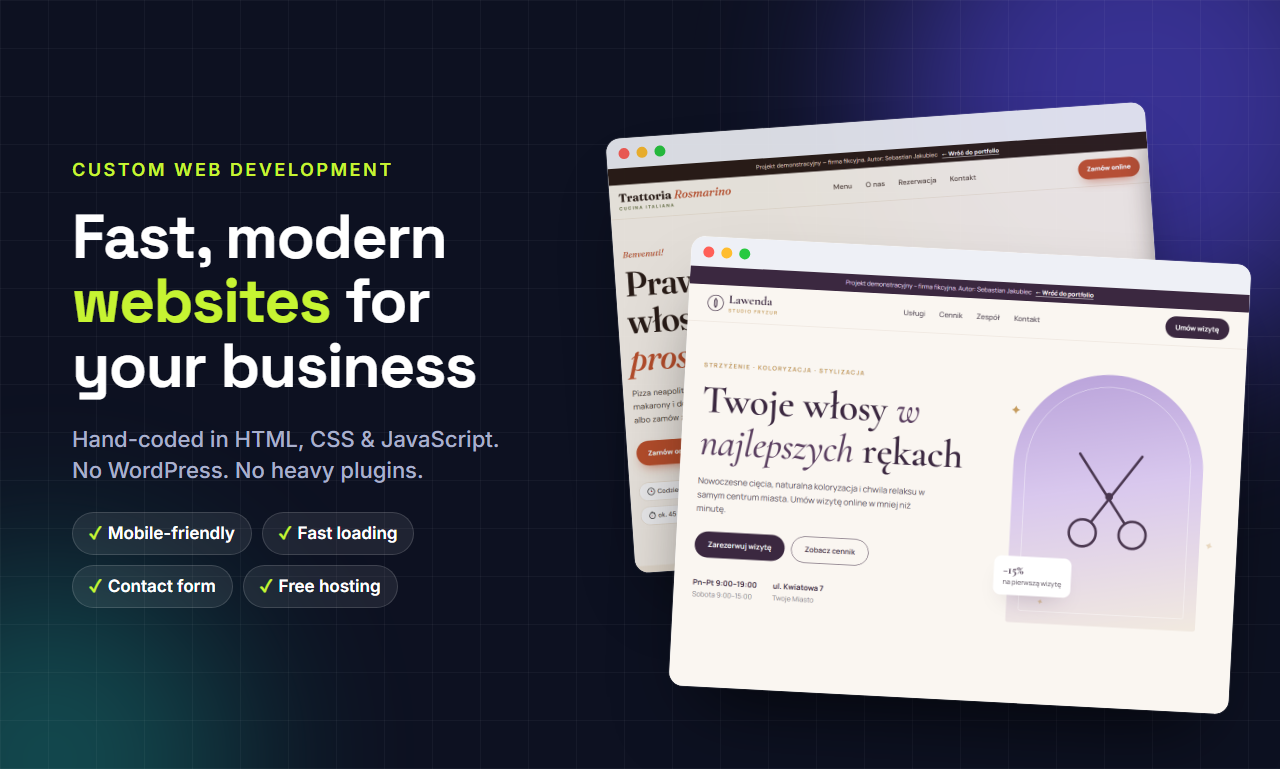 CUSTOM WEB DEVELOPMENT
Fast, modern
websites for
your business
Hand-coded in HTML, CSS & JavaScript.
No WordPress. No heavy plugins.
✓ Mobile-friendly
✓ Fast loading
✓ Contact form
✓ Free hosting
Projekt demonstracyjny – firma fikcyjna. Autor: Sebastian Jakubiec ← Wróć do portfolio
Trattoria Rosmarino
CUCINA ITALIANA
Menu O nas Rezerwacja Kontakt
Zamów online
Benvenuti!
Pizza neapolit
makarony i d
albo zamów
Projekt demonstracyjny – firma fikcyjna. Autor: Sebastian Jakubiec ← Wróć do portfolio
Lawenda
STUDIO FRYZUR
Usługi Cennik Zespół Kontakt
Umów wizytę
STRZYŻENIE · KOLORYZACJA · STYLIZACJA
Twoje włosy w
najlepszych rękach
Nowoczesne cięcia, naturalna koloryzacja i chwila relaksu w
samym centrum miasta. Umów wizytę online w mniej niż
minutę.
Zarezerwuj wizytę
Zobacz cennik
Pn–Pt 9:00–19:00
Sobota 9:00–15:00
ul. Kwiatowa 7
Twoje Miasto
−15%
na pierwszą wizytę